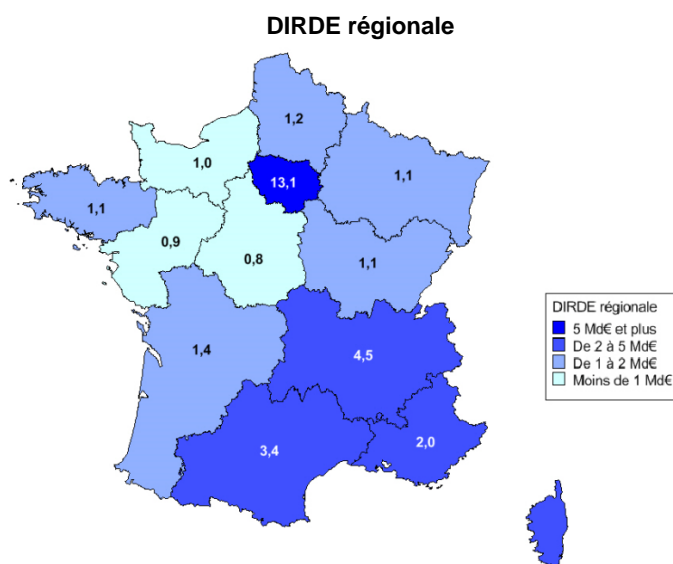 DIRDE régionale
1,2
1,0
13,1
1,1
1,1
0,9
0,8
1,1
1,4
4,5
3,4
2,0
DIRDE régionale
5 Md€ et plus
De 2 à 5 Md€
De 1 à 2 Md€
Moins de 1 Md€